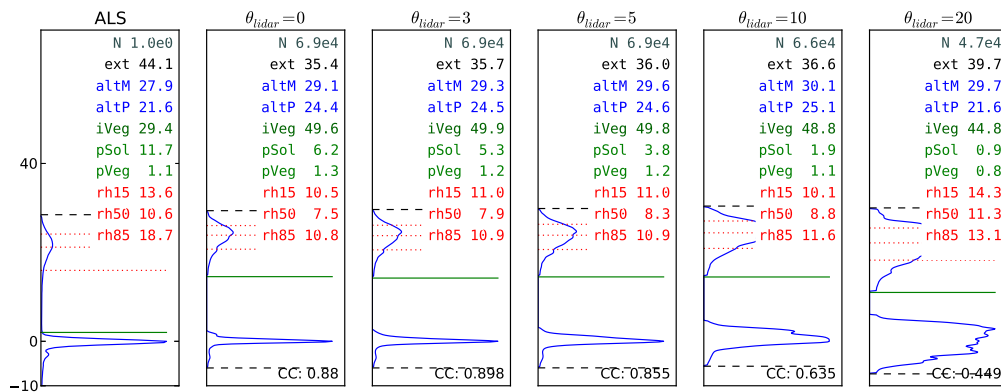 ALS
θlidar=0
θlidar=3
θlidar=5
θlidar=10
θlidar=20
N 1.0e0
ext 44.1
altM 27.9
altP 21.6
iVeg 29.4
pSol 11.7
pVeg 1.1
rh15 13.6
rh50 10.6
rh85 18.7
N 6.9e4
ext 35.4
altM 29.1
altP 24.4
iVeg 49.6
pSol 6.2
pVeg 1.3
rh15 10.5
rh50 7.5
rh85 10.8
CC: 0.88
N 6.9e4
ext 35.7
altM 29.3
altP 24.5
iVeg 49.9
pSol 5.3
pVeg 1.2
rh15 11.0
rh50 7.9
rh85 10.9
CC: 0.898
N 6.9e4
ext 36.0
altM 29.6
altP 24.6
iVeg 49.8
pSol 3.8
pVeg 1.2
rh15 11.0
rh50 8.3
rh85 10.9
CC: 0.855
N 6.6e4
ext 36.6
altM 30.1
altP 25.1
iVeg 48.8
pSol 1.9
pVeg 1.1
rh15 10.1
rh50 8.8
rh85 11.6
CC: 0.635
N 4.7e4
ext 39.7
altM 29.7
altP 21.6
iVeg 44.8
pSol 0.9
pVeg 0.8
rh15 14.3
rh50 11.3
rh85 13.1
CC: 0.449
40
0
−10